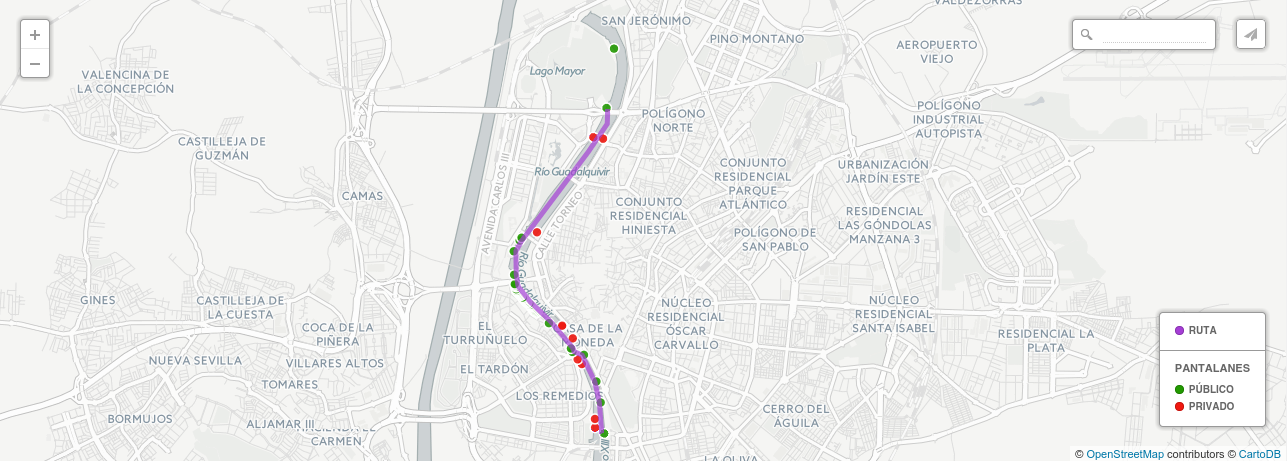 VALDEZORRAS
SAN JERÓNIMO
PINO MONTANO
AEROPUERTO
VIEJO
Lago Mayor
VALENCINA DE
LA CONCEPCIÓN
POLÍGONO
NORTE
POLÍGONO
INDUSTRIAL
AUTOPISTA
CASTILLEJA DE
GUZMÁN
CAMAS
AVENIDA CARLOS III
Río Guadalquivir
CALLE TORNEO
CONJUNTO
RESIDENCIAL
PARQUE
ATLÁNTICO
URBANIZACIÓN
JARDÍN ESTE
CONJUNTO
RESIDENCIAL
HINIESTA
RESIDENCIAL
LAS GÓNDOLAS
MANZANA 3
POLÍGONO DE
SAN PABLO
Río Guadalquivir
GINES
CASTILLEJA DE
LA CUESTA
COCA DE LA
PIÑERA
NUEVA SEVILLA
VILLARES ALTOS
TOMARES
BORMUJOS
ALJAMAR III
HACIENDA EL
CARMEN
EL
TURRUÑUELO
EL TARDÓN
CASA DE LA
MONEDA
LOS REMEDIOS
NÚCLEO
RESIDENCIAL
ÓSCAR
CARVALLO
NÚCLEO
RESIDENCIAL
SANTA ISABEL
RESIDENCIAL LA
PLATA
CERRO DEL
ÁGUILA
LA OLIVA
RUTA
PANTALANES
PÚBLICO
PRIVADO
© OpenStreetMap contributors © CartoDB